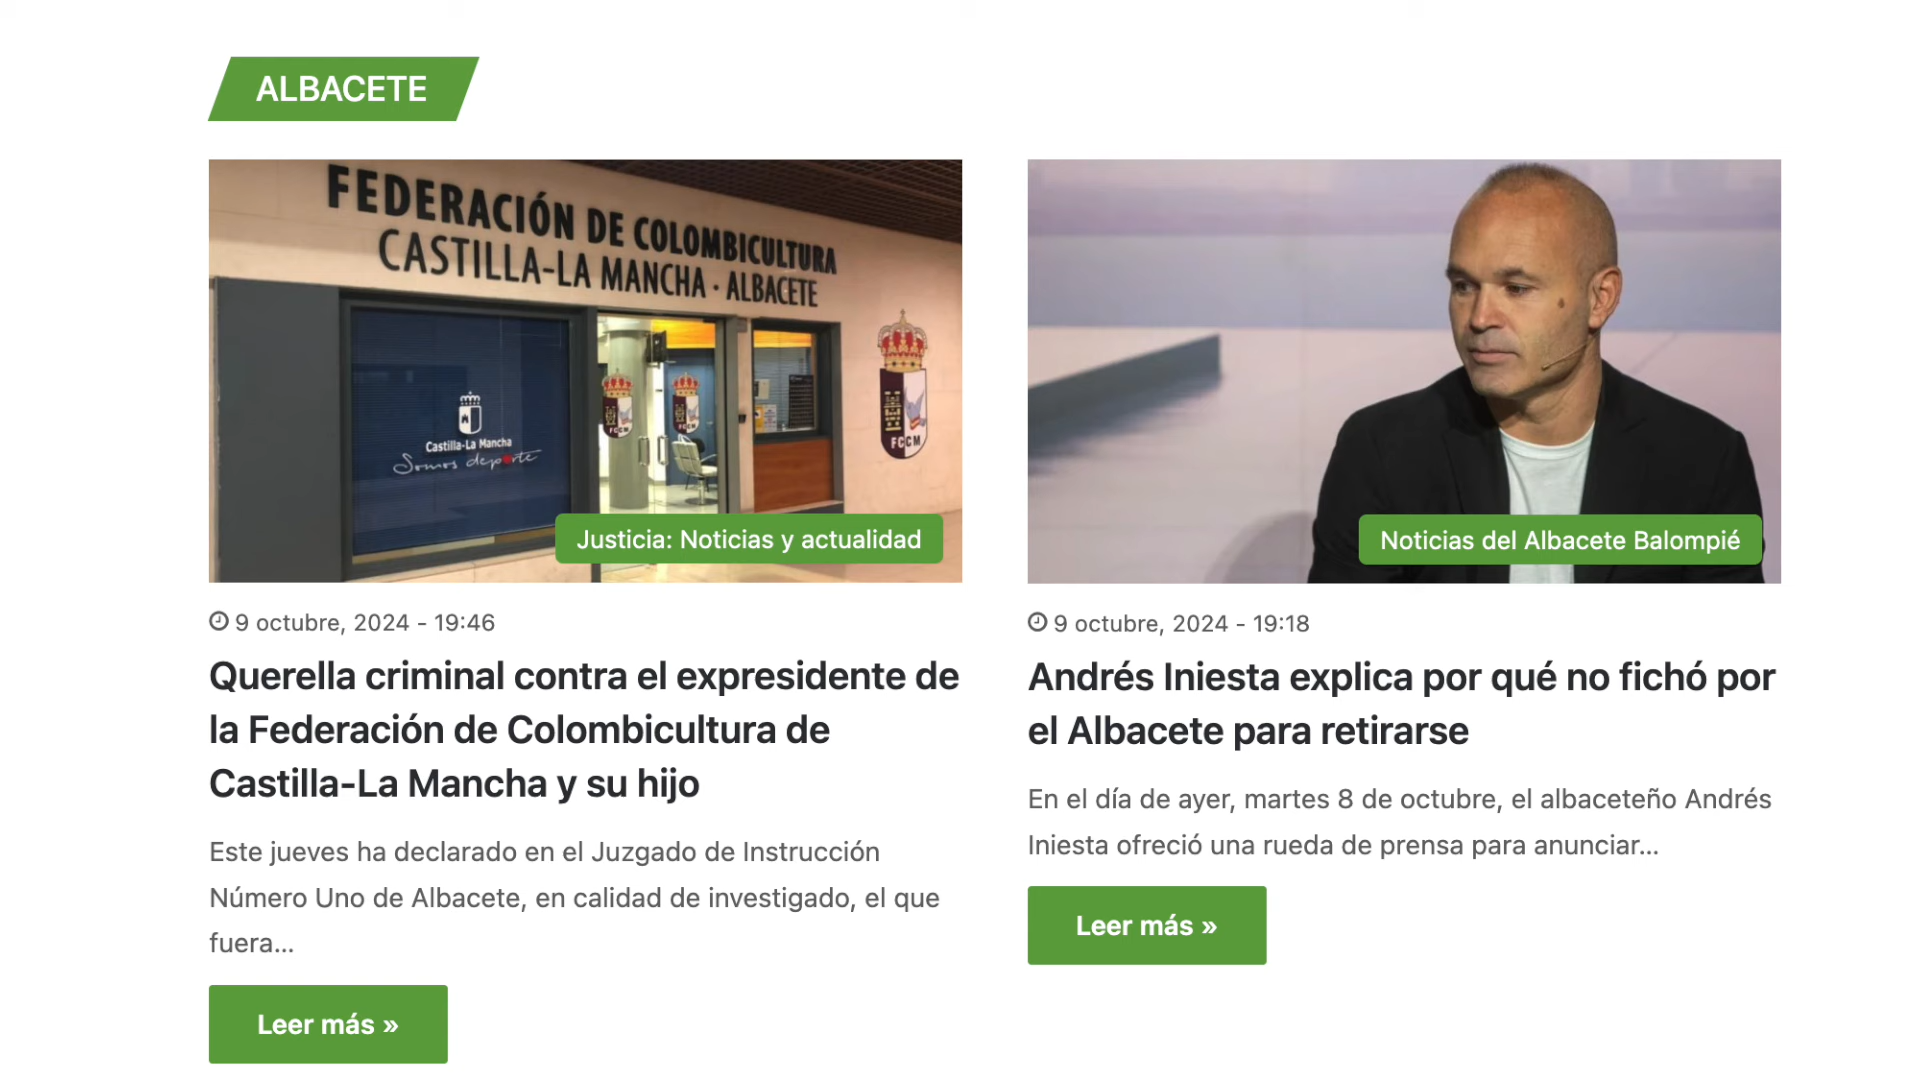 ALBACETE
FEDERACIÓN DE COLOMBICULTURA
CASTILLA-LA MANCHA · ALBACETE
Castilla-La Mancha
Somos deporte
FCCM
FCCM
FCCM
Justicia: Noticias y actualidad
9 octubre, 2024 - 19:46
Querella criminal contra el expresidente de
la Federación de Colombicultura de
Castilla-La Mancha y su hijo
Este jueves ha declarado en el Juzgado de Instrucción
Número Uno de Albacete, en calidad de investigado, el que
fuera...
Leer más »
Noticias del Albacete Balompié
9 octubre, 2024 - 19:18
Andrés Iniesta explica por qué no fichó por
el Albacete para retirarse
En el día de ayer, martes 8 de octubre, el albaceteño Andrés
Iniesta ofreció una rueda de prensa para anunciar...
Leer más »